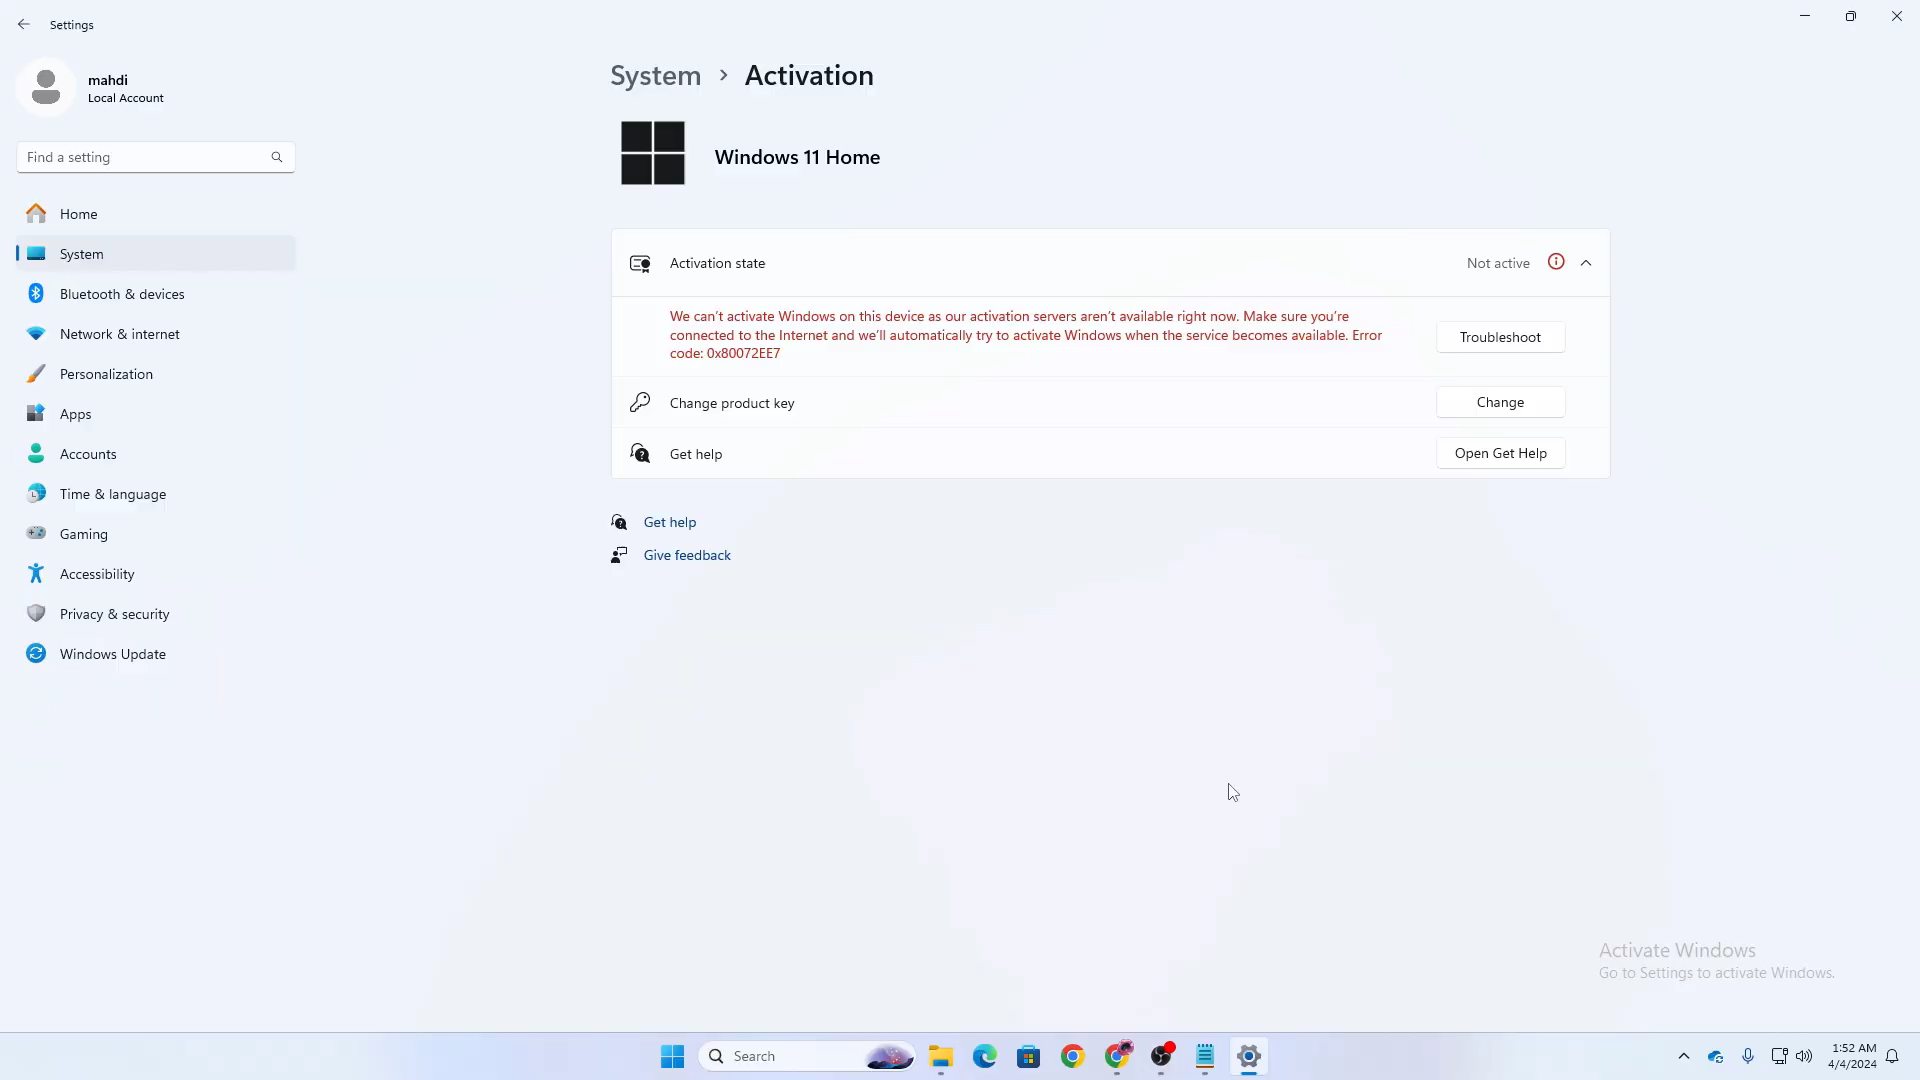 Settings
mahdi
Local Account
Find a setting
Home
System
Bluetooth & devices
Network & internet
Personalization
Apps
Accounts
Time & language
Gaming
Accessibility
Privacy & security
Windows Update
System > Activation
Windows 11 Home
Activation state
Not active
We can't activate Windows on this device as our activation servers aren't available right now. Make sure you're
connected to the Internet and we'll automatically try to activate Windows when the service becomes available. Error
code: 0x80072EE7
Troubleshoot
Change product key
Change
Get help
Open Get Help
Get help
Give feedback
Activate Windows
Go to Settings to activate Windows.
Search
1:52 AM
4/4/2024